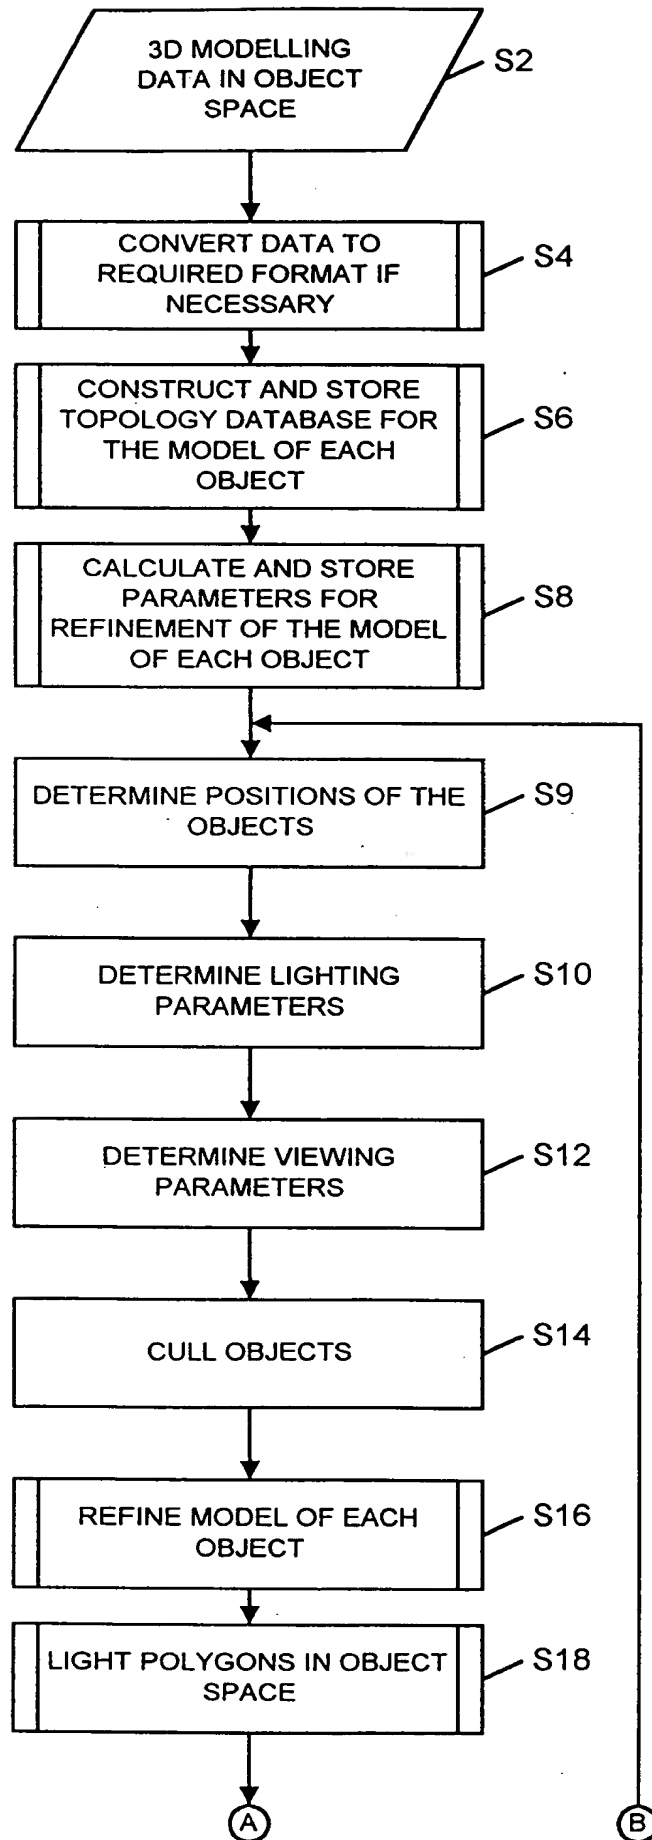 3D MODELLING
DATA IN OBJECT
SPACE
S2
CONVERT DATA TO
REQUIRED FORMAT IF
NECESSARY
S4
CONSTRUCT AND STORE
TOPOLOGY DATABASE FOR
THE MODEL OF EACH
OBJECT
S6
CALCULATE AND STORE
PARAMETERS FOR
REFINEMENT OF THE MODEL
OF EACH OBJECT
S8
DETERMINE POSITIONS OF THE
OBJECTS
S9
DETERMINE LIGHTING
PARAMETERS
S10
DETERMINE VIEWING
PARAMETERS
S12
CULL OBJECTS
S14
REFINE MODEL OF EACH
OBJECT
S16
LIGHT POLYGONS IN OBJECT
SPACE
S18
A
B